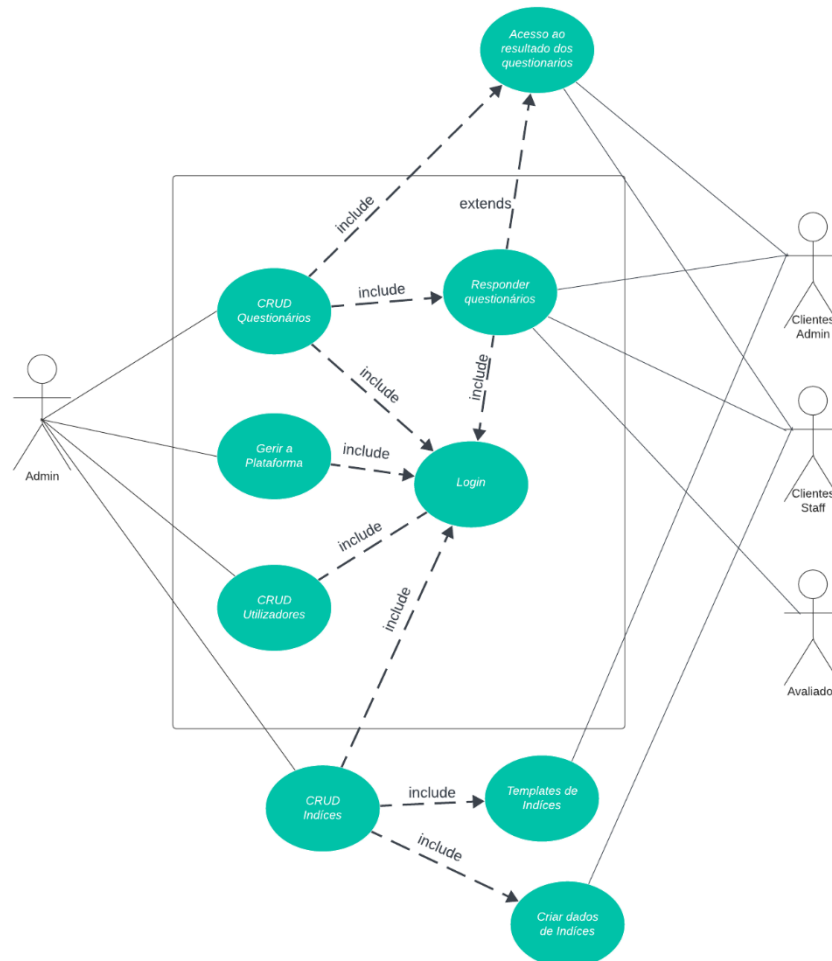 Acesso ao
resultado dos
questionarios
include
extends
CRUD
Questionários
include
Responder
questionários
Clientes
Admin
include
include
Admin
Gerir a
Plataforma
include
Login
Clientes
Staff
include
CRUD
Utilizadores
include
Avaliado
CRUD
Indíces
include
Templates de
Indíces
include
Criar dados
de Indíces